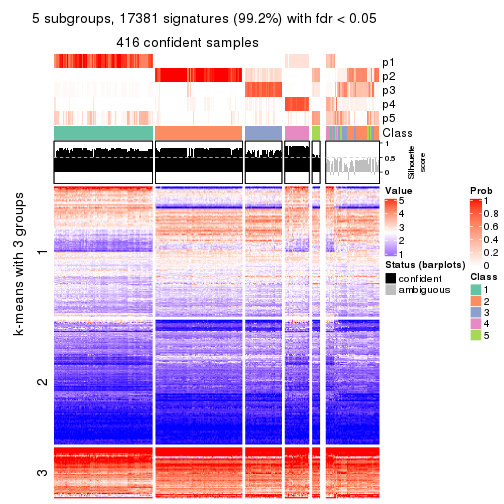 5 subgroups, 17381 signatures (99.2%) with fdr < 0.05
416 confident samples
p1
p2
p3
p4
p5
Class
1
0.5
0
Silhouette
score
k-means with 3 groups
1
2
3
Value
5
4
3
2
1
Status (barplots)
confident
ambiguous
Prob
1
0.8
0.6
0.4
0.2
0
Class
1
2
3
4
5